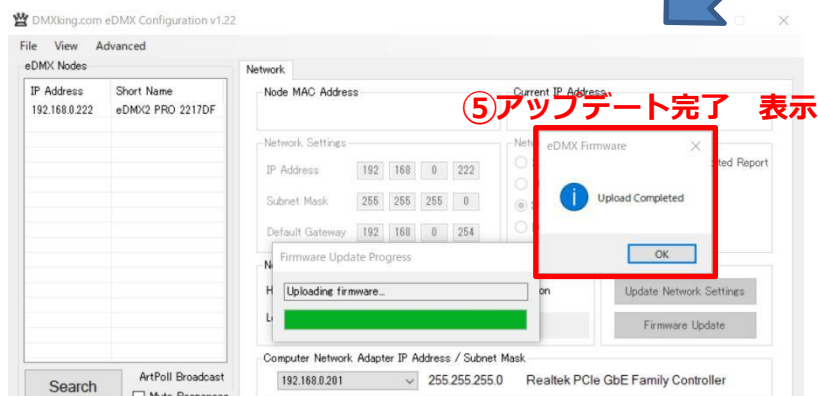 DMXking.com eDMX Configuration v1.22
File View Advanced
eDMX Nodes
IP Address Short Name
192.168.0.222 eDMX2 PRO 2217DF
Network
Node MAC Address
Current IP Address
⑤アップデート完了 表示
Network Settings
IP Address 192 168 0 222
Subnet Mask 255 255 255 0
Default Gateway 192 168 0 254
eDMX Firmware
Upload Completed
OK
Report
Firmware Update Progress
Uploading firmware...
Update Network Settings
Firmware Update
Computer Network Adapter IP Address / Subnet Mask
192.168.0.201 255.255.255.0 Realtek PCIe GbE Family Controller
Search
ArtPoll Broadcast